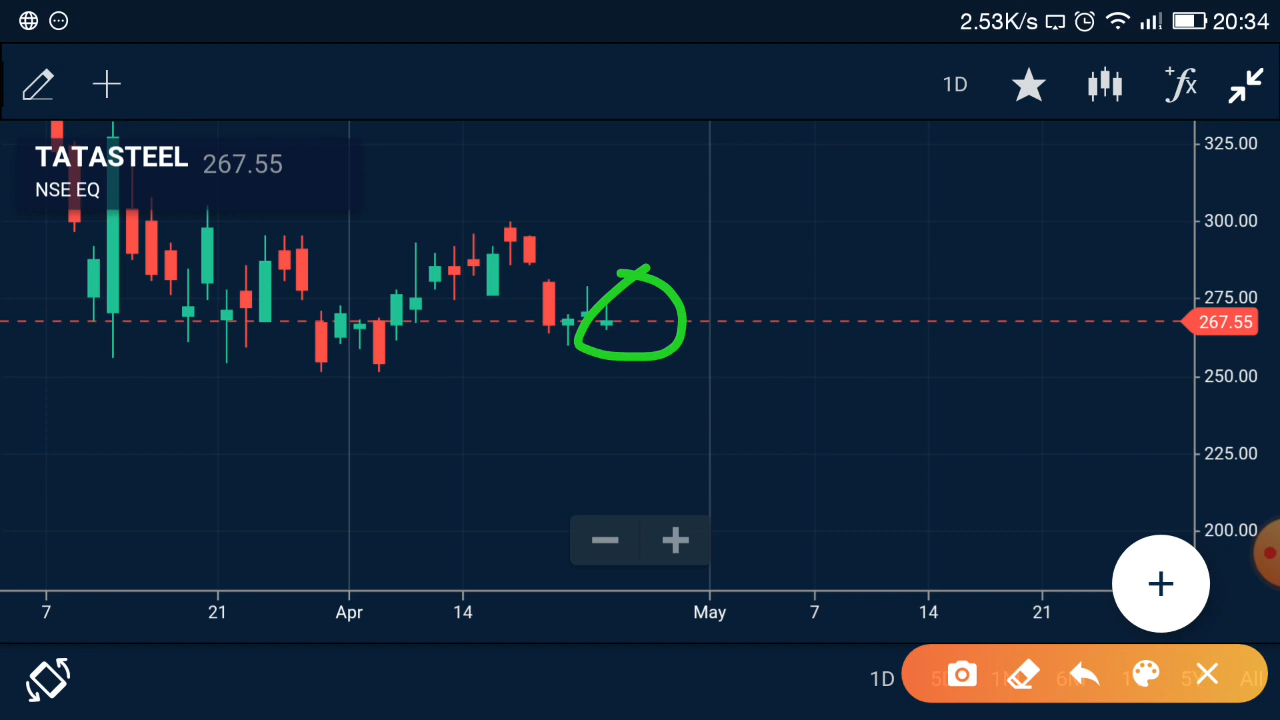 2.53K/s 20:34
1D +fx
TATASTEEL 267.55
NSE EQ
325.00
300.00
275.00
267.55
250.00
225.00
200.00
7 21 Apr 14 May 7 14 21
1D